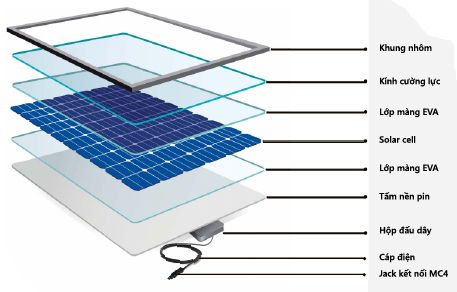 Khung nhôm
Kính cường lực
Lớp màng EVA
Solar cell
Lớp màng EVA
Tấm nền pin
Hộp đấu dây
Cáp điện
Jack kết nối MC4